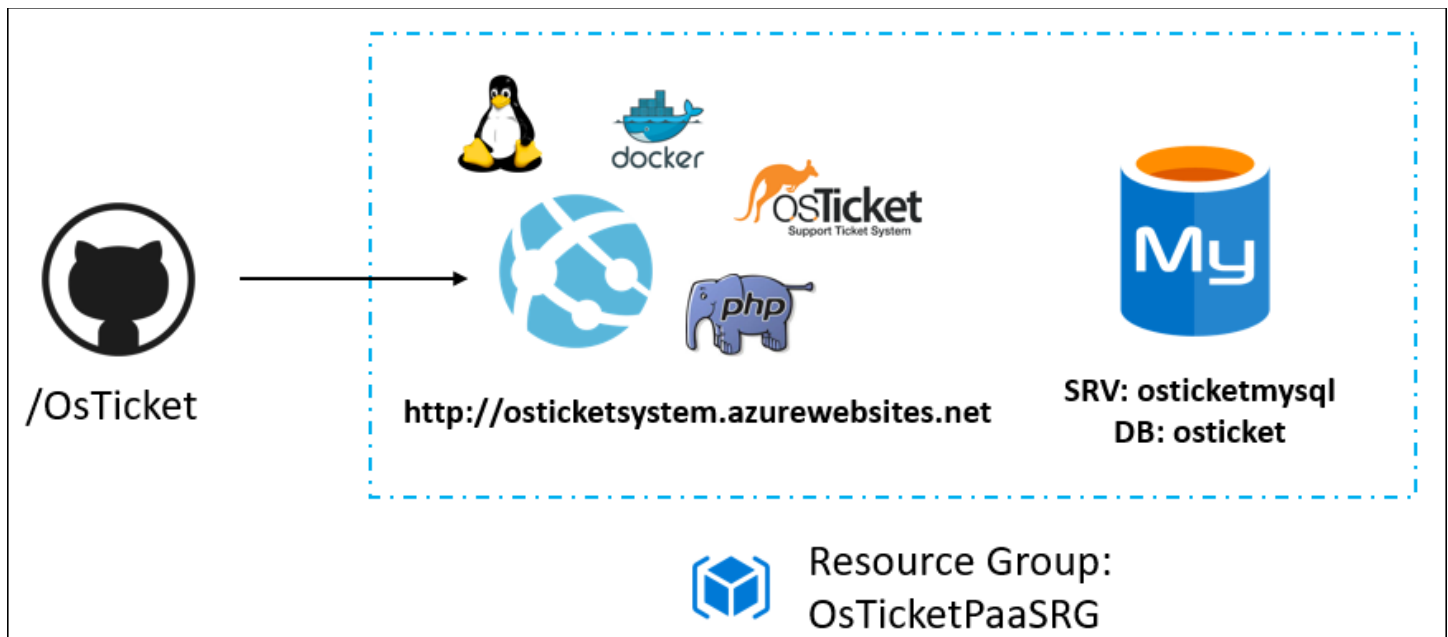 /OsTicket
docker
osTicket
Support Ticket System
php
http://osticketsystem.azurewebsites.net
My
SRV: osticketmysql
DB: osticket
Resource Group:
OsTicketPaaSRG